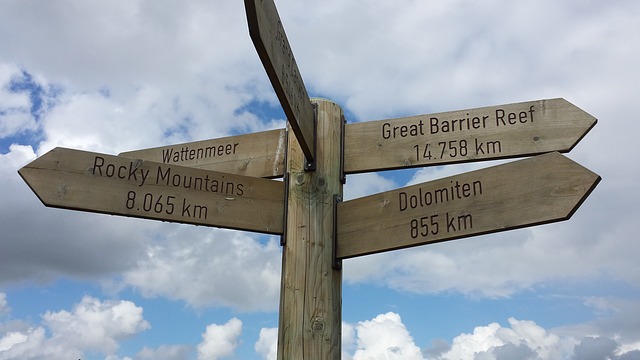 Wattenmeer
Rocky Mountains
8.065 km
Great Barrier Reef
14.758 km
Dolomiten
855 km